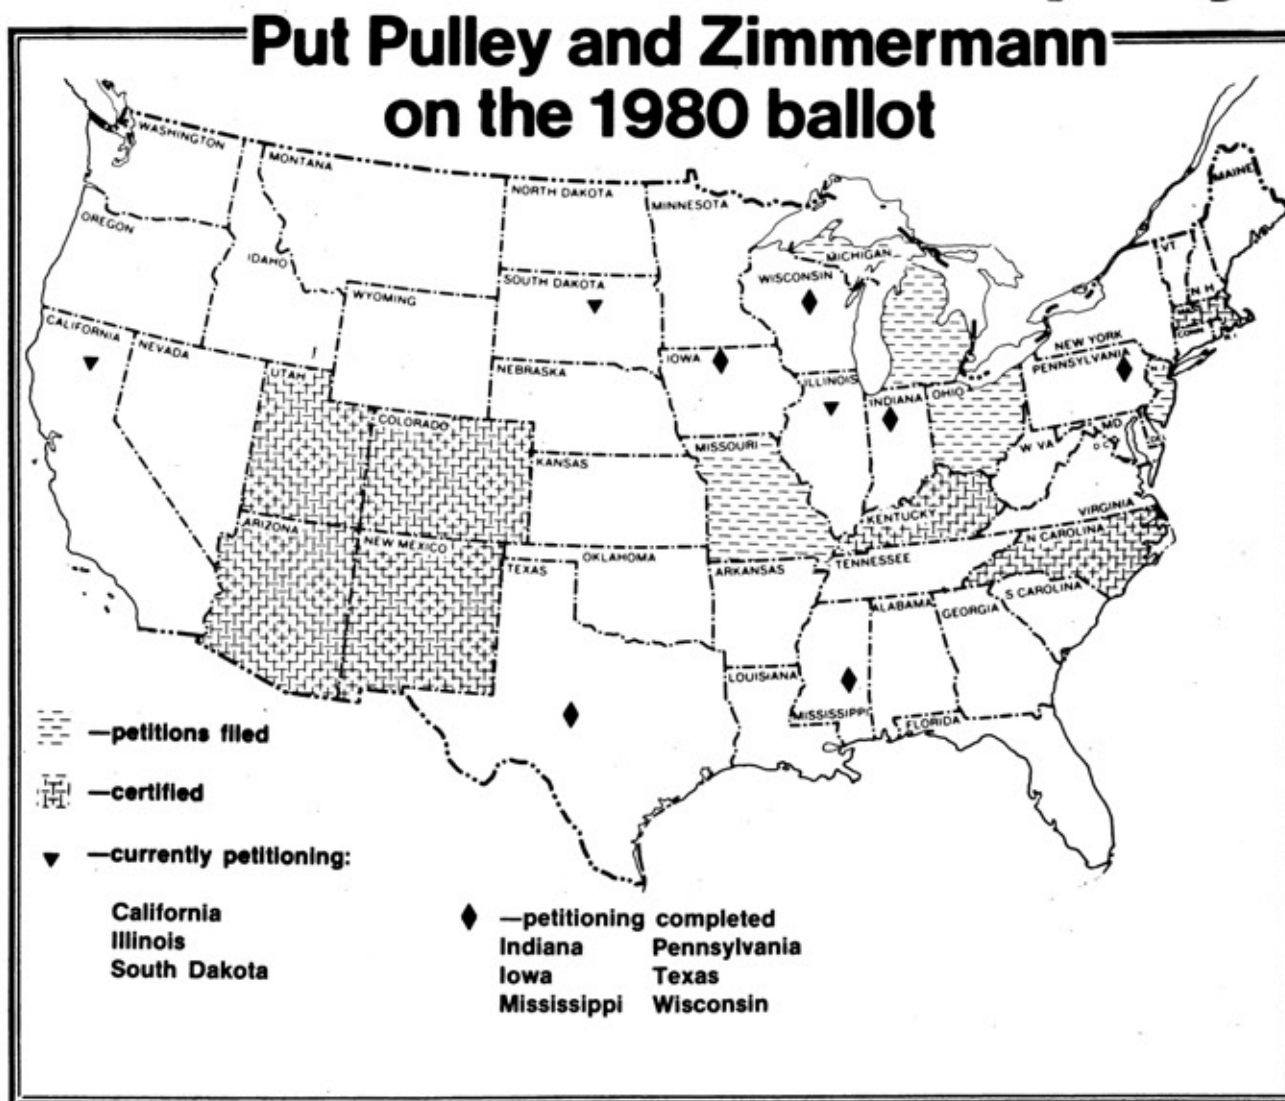 Put Pulley and Zimmermann
on the 1980 ballot
WASHINGTON
MONTANA
NORTH DAKOTA
MINNESOTA
MAINE
OREGON
IDAHO
VT.
MICHIGAN
WISCONSIN
SOUTH DAKOTA
WYOMING
N.H.
CALIFORNIA
NEVADA
NEW YORK
IOWA
PENNSYLVANIA
CONN.
NEBRASKA
UTAH
ILLINOIS
INDIANA
OHIO
N.J.
COLORADO
MISSOURI
W VA
MD
KANSAS
KENTUCKY
VIRGINIA
ARIZONA
NEW MEXICO
N CAROLINA
OKLAHOMA
TEXAS
ARKANSAS
TENNESSEE
S CAROLINA
ALABAMA
GEORGIA
LOUISIANA
MISSISSIPPI
FLORIDA
—petitions filed
—certified
—currently petitioning:
California
Illinois
South Dakota
—petitioning completed
Indiana Pennsylvania
Iowa Texas
Mississippi Wisconsin